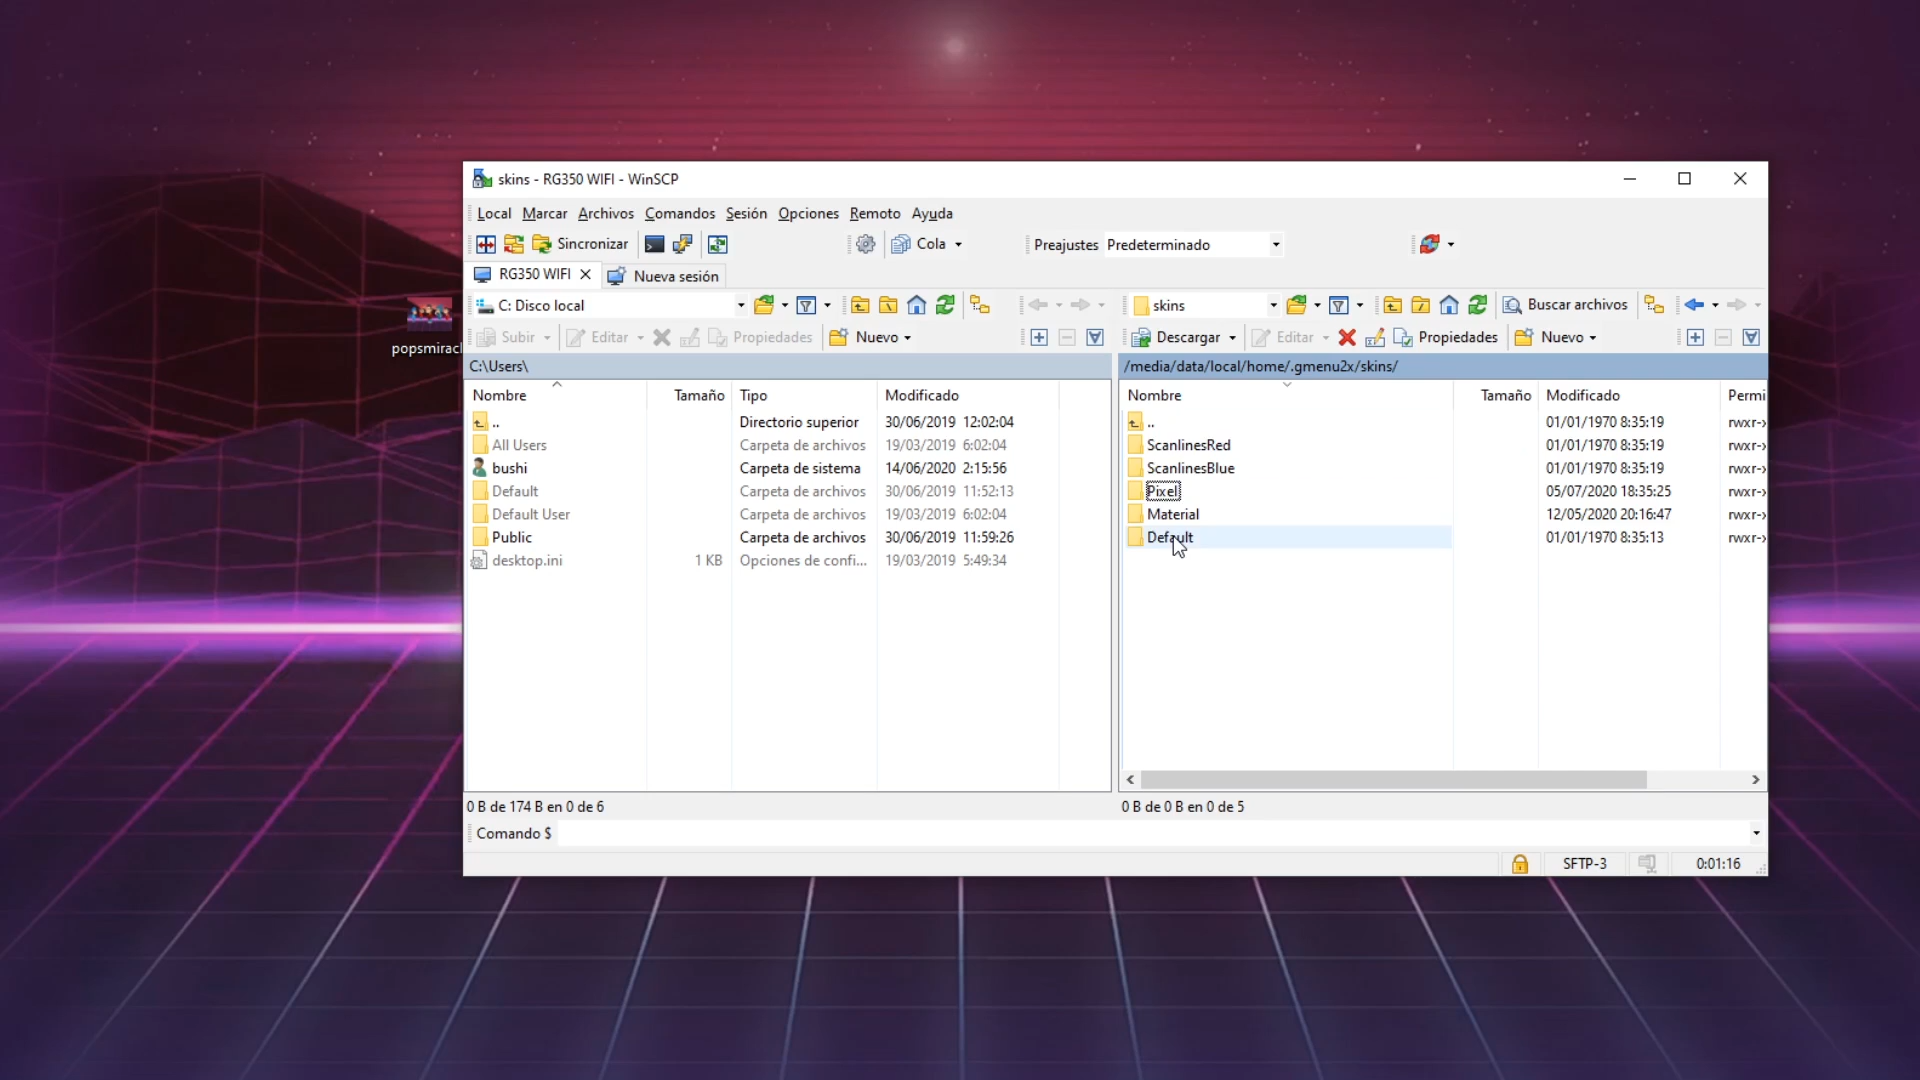 skins - RG350 WIFI - WinSCP
Local Marcar Archivos Comandos Sesión Opciones Remoto Ayuda
Sincronizar Cola Preajustes Predeterminado
RG350 WIFI Nueva sesión
C: Disco local skins Buscar archivos
Subir Editar Propiedades Nuevo Descargar Editar Propiedades Nuevo
C:\Users\ /media/data/local/home/.gmenu2x/skins/
Nombre Tamaño Tipo Modificado
.. Directorio superior 30/06/2019 12:02:04
All Users Carpeta de archivos 19/03/2019 6:02:04
bushi Carpeta de sistema 14/06/2020 2:15:56
Default Carpeta de archivos 30/06/2019 11:52:13
Default User Carpeta de archivos 19/03/2019 6:02:04
Public Carpeta de archivos 30/06/2019 11:59:26
desktop.ini 1 KB Opciones de confi... 19/03/2019 5:49:34
Nombre Tamaño Modificado Permi
.. 01/01/1970 8:35:19 rwxr-x
ScanlinesRed 01/01/1970 8:35:19 rwxr-x
ScanlinesBlue 01/01/1970 8:35:19 rwxr-x
Pixel 05/07/2020 18:35:25 rwxr-x
Material 12/05/2020 20:16:47 rwxr-x
Default 01/01/1970 8:35:13 rwxr-x
0 B de 174 B en 0 de 6 0 B de 0 B en 0 de 5
Comando $
SFTP-3 0:01:16
popsmiracl